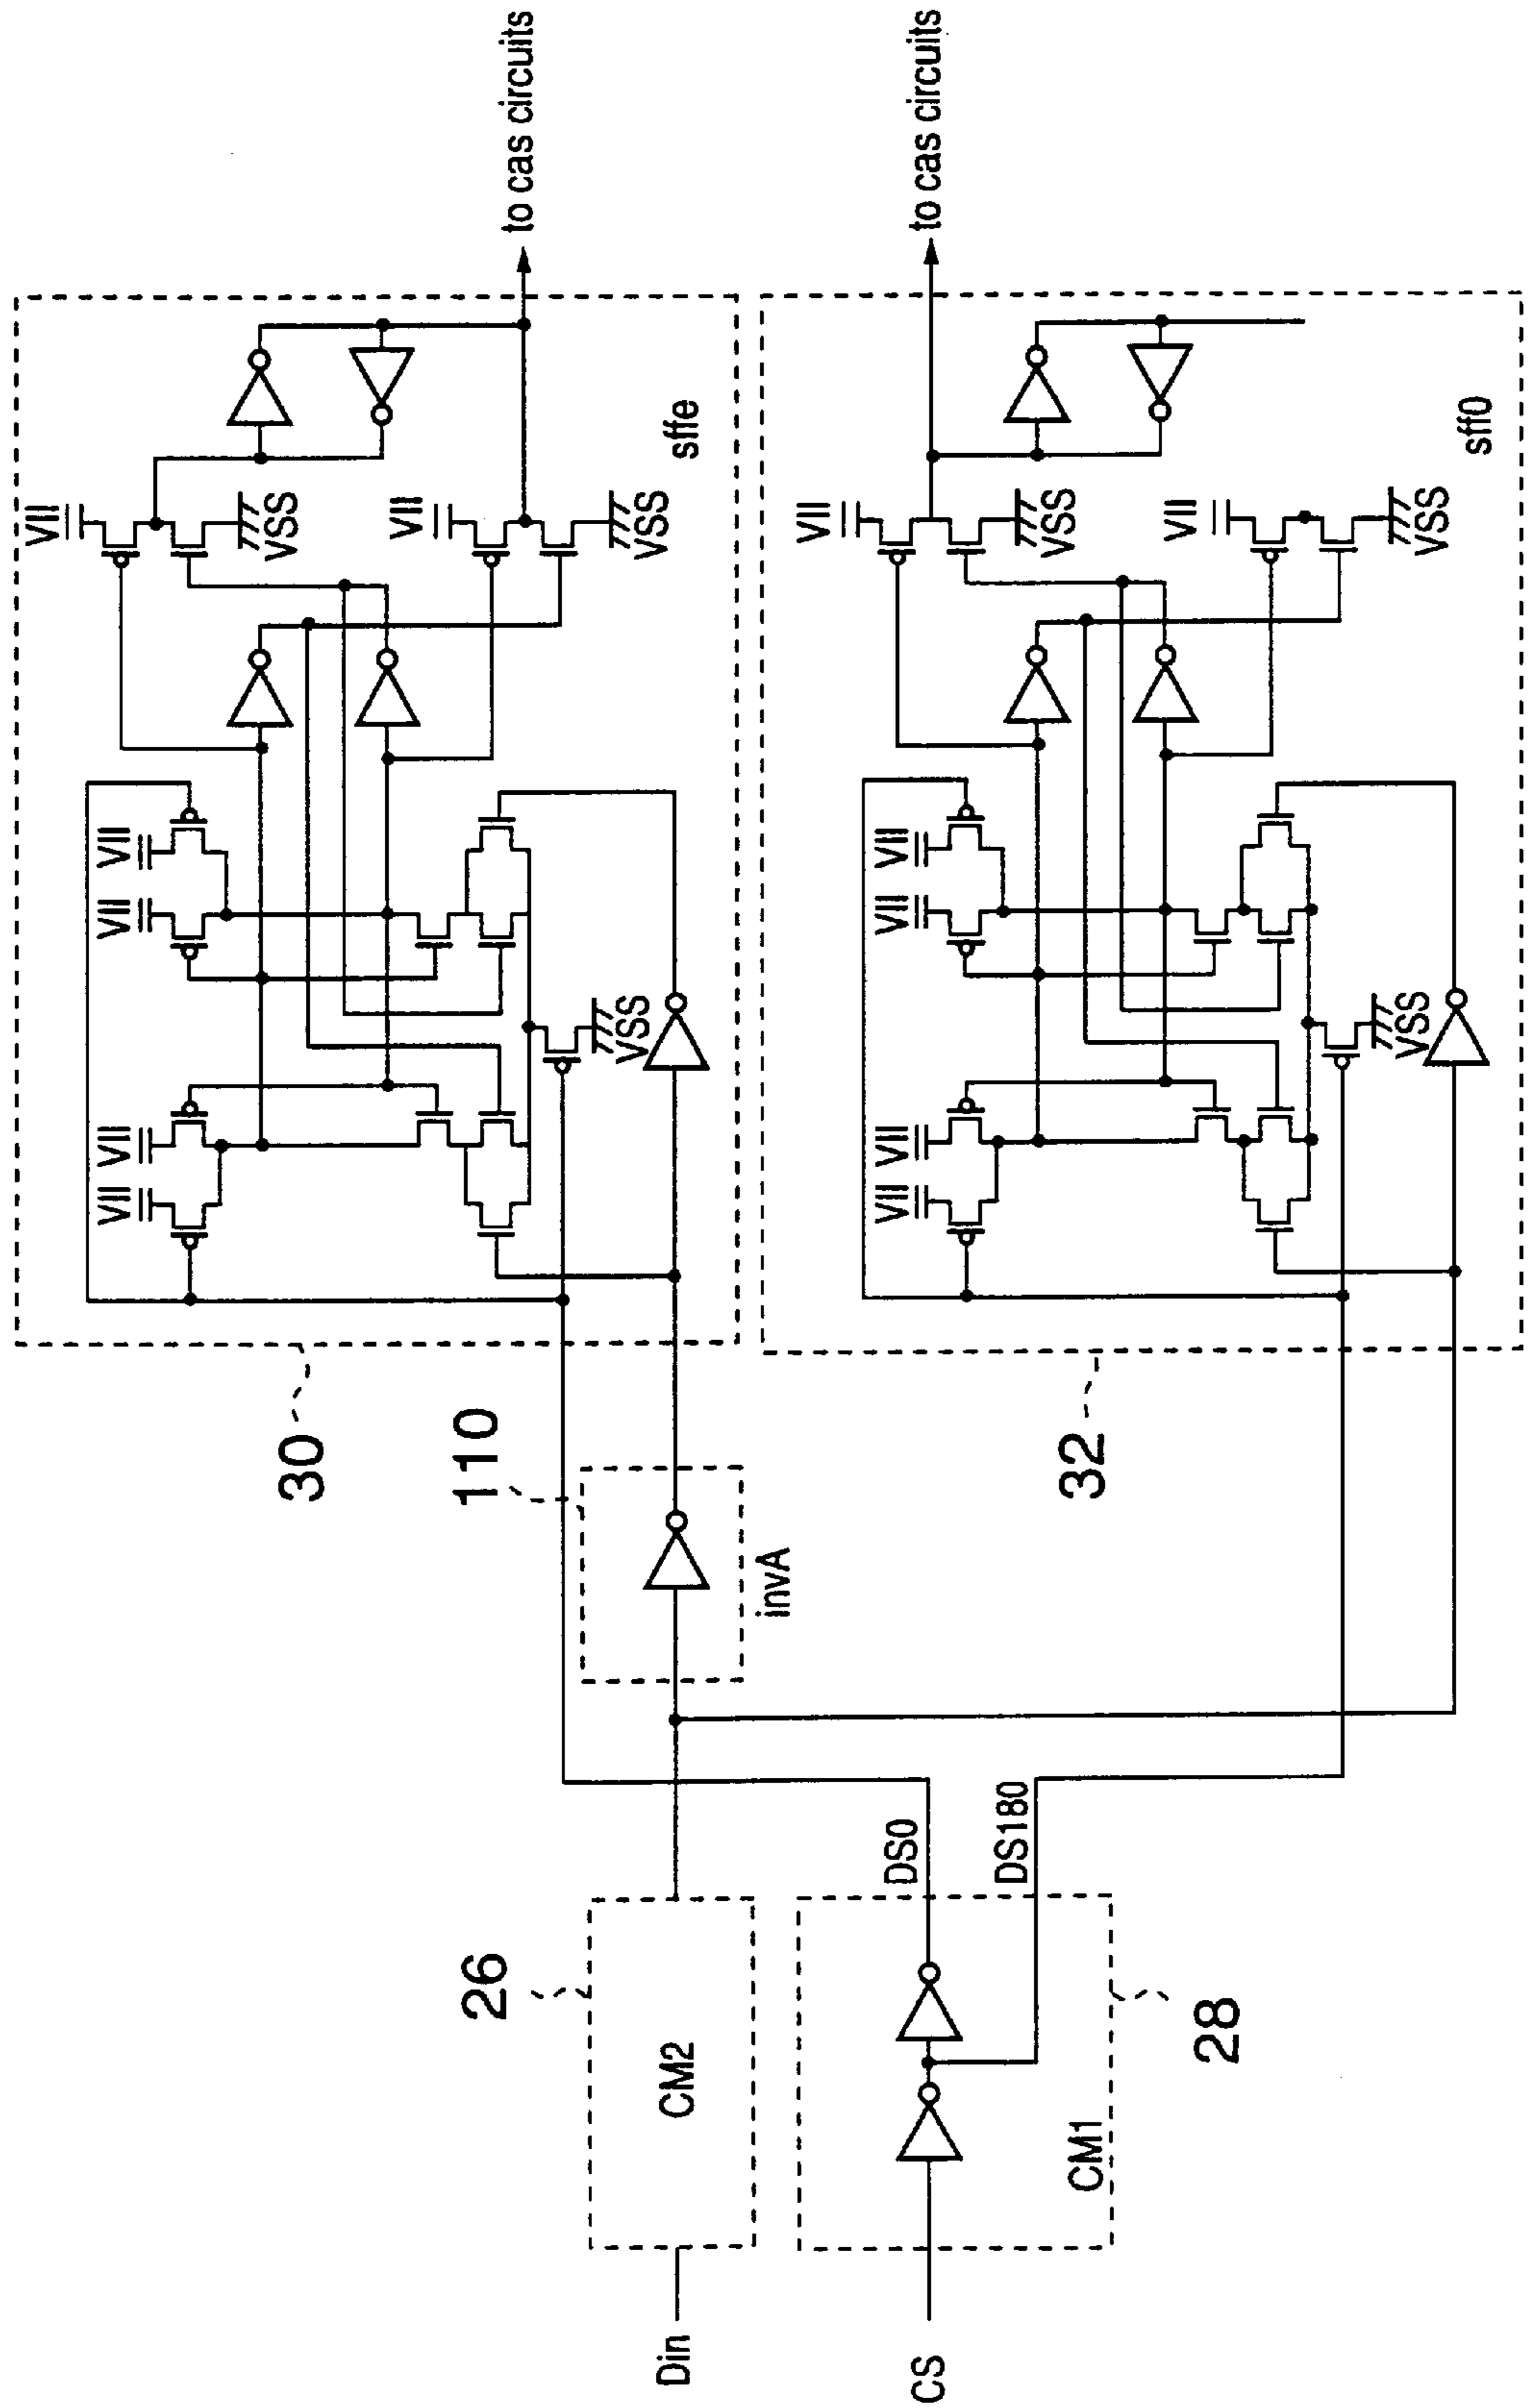 VII
VII
VII
VII
VII
VSS
30
VII
110
26
to cas circuits
VSS
VSS
Din
CM2
sffe
invA
VII
VII
VII
VII
VII
DS0
CS
to cas circuits
DS180
VSS
CM1
32
VII
28
VSS
VSS
sff0